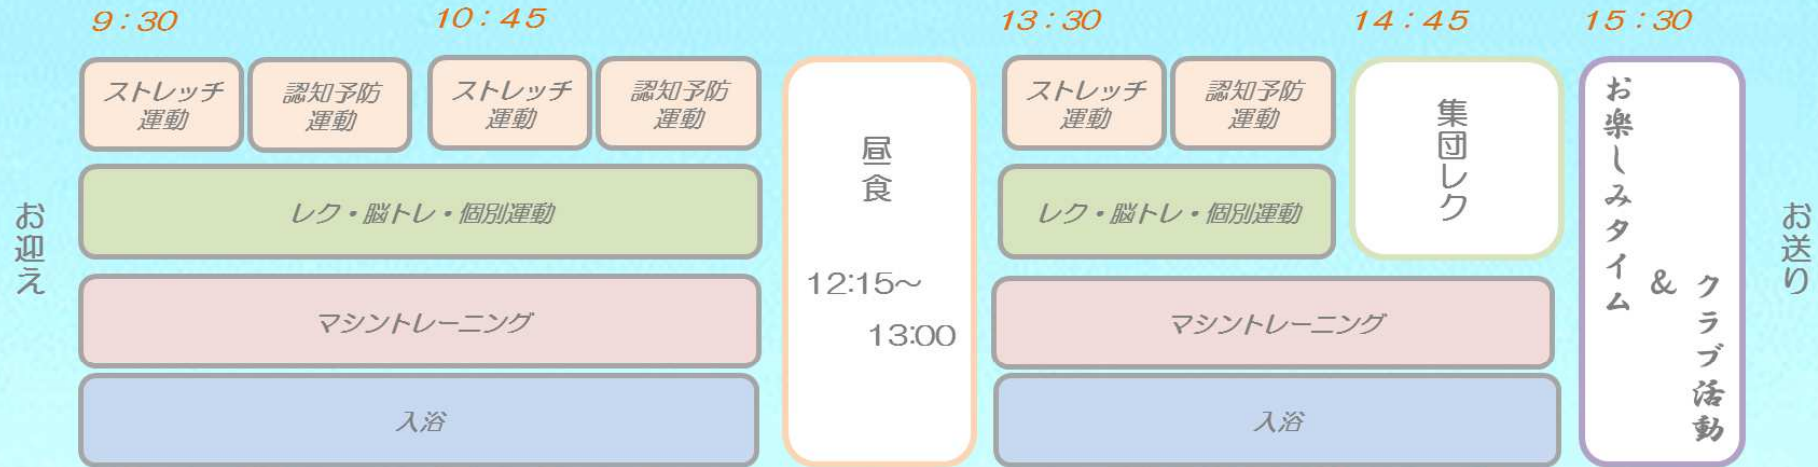 9:30
10:45
13:30
14:45
15:30
お迎え
ストレッチ
運動
認知予防
運動
ストレッチ
運動
認知予防
運動
レク・脳トレ・個別運動
マシントレーニング
入浴
昼食
12:15～
13:00
ストレッチ
運動
認知予防
運動
レク・脳トレ・個別運動
集団レク
マシントレーニング
入浴
お楽しみタイム
&
クラブ活動
お送り